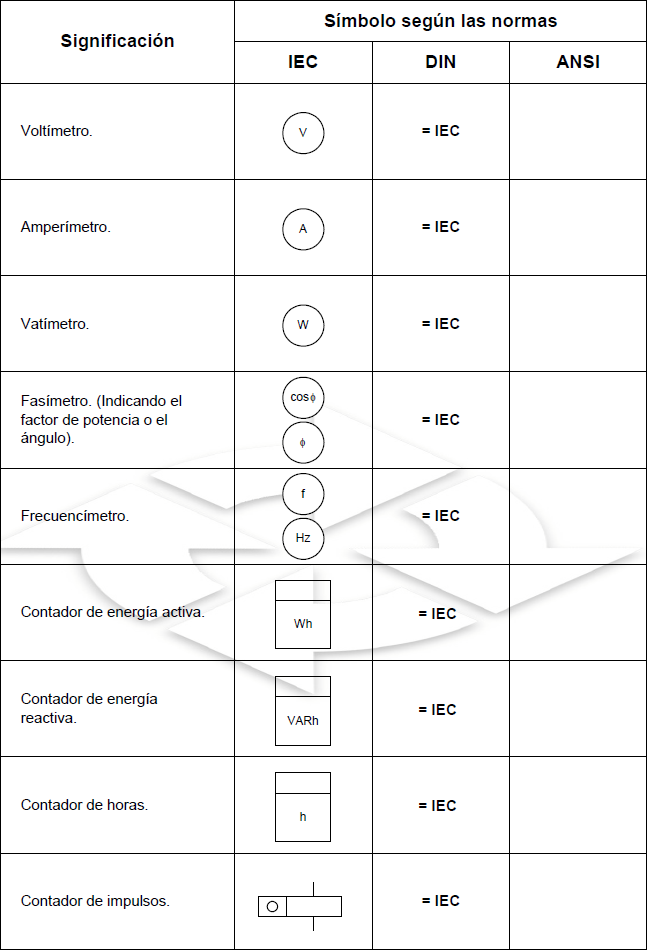 Significación
Símbolo según las normas
IEC
DIN
ANSI
Voltímetro.
V
= IEC
Amperímetro.
A
= IEC
Vatímetro.
W
= IEC
Fasímetro. (Indicando el
factor de potencia o el
ángulo).
cosϕ
ϕ
= IEC
Frecuencímetro.
f
Hz
= IEC
Contador de energía activa.
Wh
= IEC
Contador de energía
reactiva.
VARh
= IEC
Contador de horas.
h
= IEC
Contador de impulsos.
= IEC